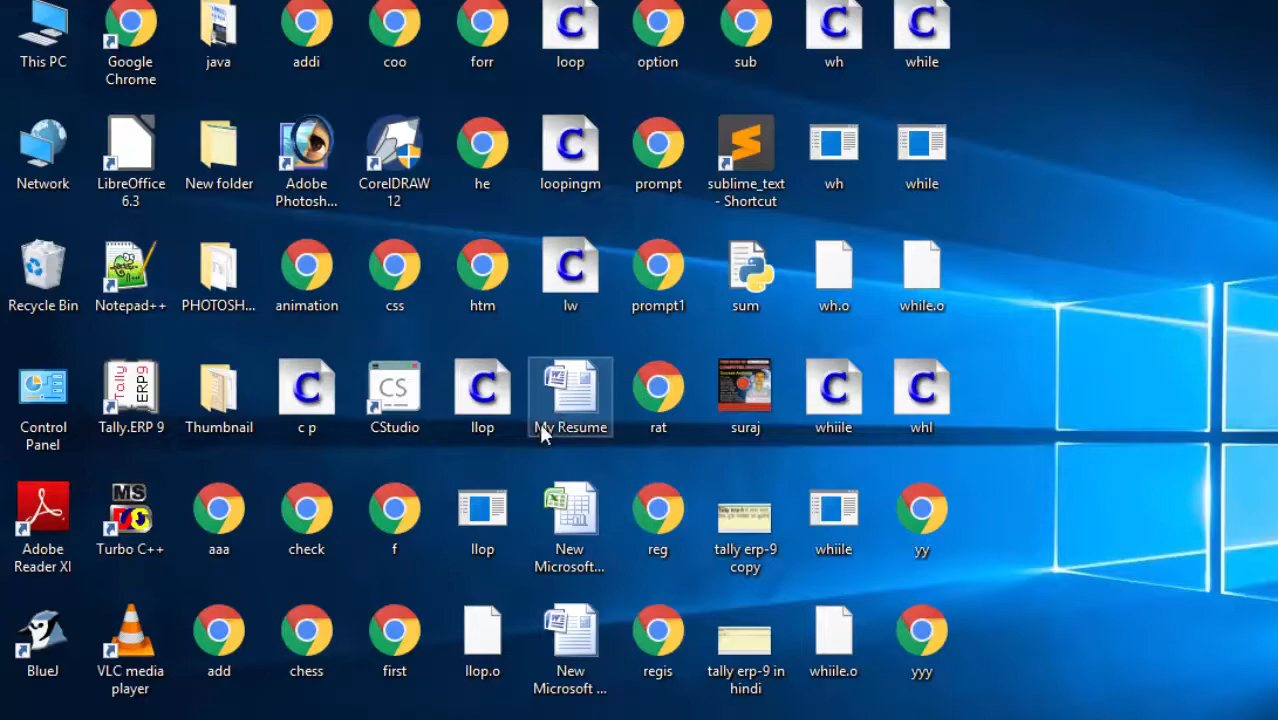 This PC
Google
Chrome
java
addi
coo
forr
loop
option
sub
wh
while
Network
LibreOffice
6.3
New folder
Adobe
Photosh...
CorelDRAW
12
he
loopingm
prompt
sublime_text
- Shortcut
wh
while
Recycle Bin
Notepad++
PHOTOSH...
animation
css
htm
lw
prompt1
sum
wh.o
while.o
Control
Panel
Tally
ERP9
Tally.ERP 9
Thumbnail
c p
CS
CStudio
llop
My Resume
rat
suraj
whiile
whl
Adobe
Reader XI
MS
Turbo C++
aaa
check
f
llop
New
Microsoft...
reg
tally erp-9
copy
whiile
yy
BlueJ
VLC media
player
add
chess
first
llop.o
New
Microsoft ...
regis
tally erp-9 in
hindi
whiile.o
yyy